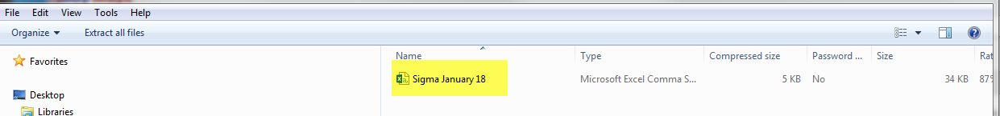 File Edit View Tools Help
Organize Extract all files
Name Type Compressed size Password ... Size Rat
Favorites
Sigma January 18 Microsoft Excel Comma S... 5 KB No 34 KB 87%
Desktop
Libraries